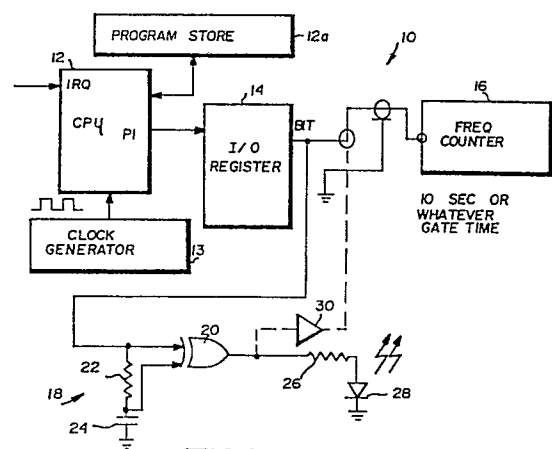 PROGRAM STORE
12a
10
12
IRQ
CPU
PI
14
I/O
REGISTER
BIT
16
FREQ
COUNTER
10 SEC OR
WHATEVER
GATE TIME
CLOCK
GENERATOR
13
20
30
22
18
24
26
28